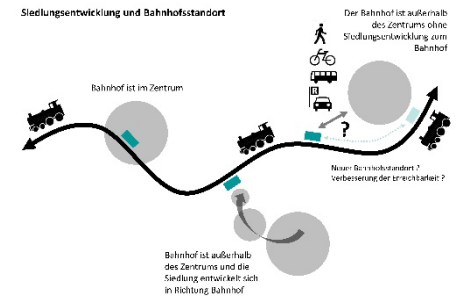 Siedlungsentwicklung und Bahnhofsstandort
Der Bahnhof ist außerhalb
des Zentrums ohne
Siedlungsentwicklung zum
Bahnhof
Bahnhof ist im Zentrum
R
?
Neuer Bahnhofsstandort ?
Verbesserung der Erreichbarkeit ?
Bahnhof ist außerhalb
des Zentrums und die
Siedlung entwickelt sich
in Richtung Bahnhof